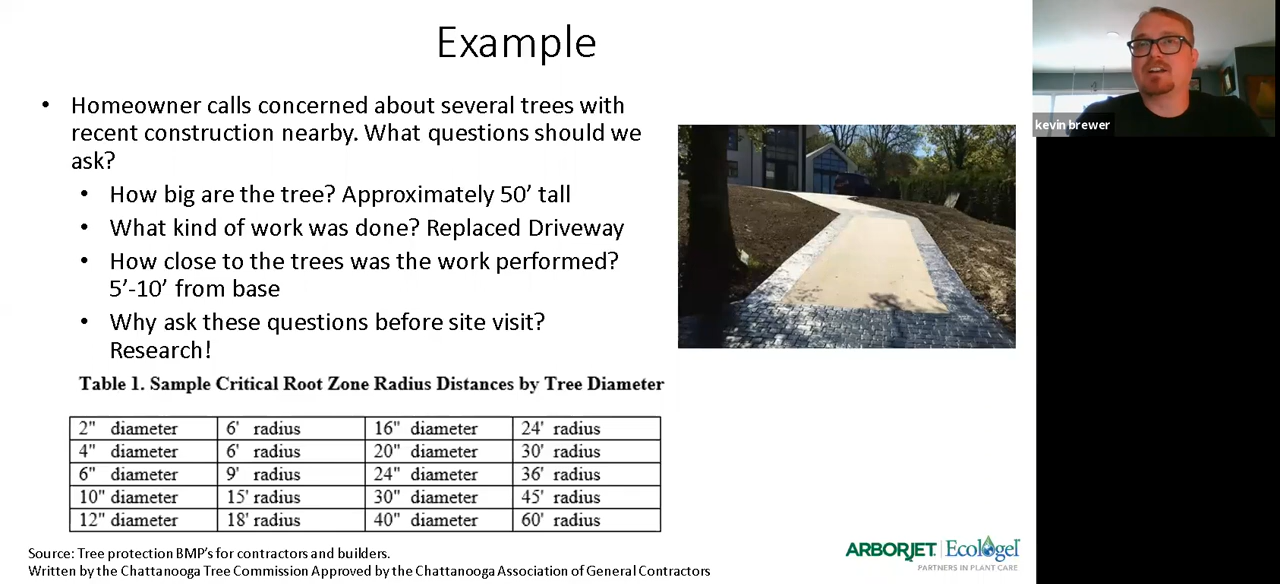 Example
• Homeowner calls concerned about several trees with
recent construction nearby. What questions should we
ask?
• How big are the tree? Approximately 50’ tall
• What kind of work was done? Replaced Driveway
• How close to the trees was the work performed?
5’-10’ from base
• Why ask these questions before site visit?
Research!
Table 1. Sample Critical Root Zone Radius Distances by Tree Diameter
2" diameter 6' radius 16" diameter 24' radius
4" diameter 6' radius 20" diameter 30' radius
6" diameter 9' radius 24" diameter 36' radius
10" diameter 15' radius 30" diameter 45' radius
12" diameter 18' radius 40" diameter 60' radius
Source: Tree protection BMP’s for contractors and builders.
Written by the Chattanooga Tree Commission Approved by the Chattanooga Association of General Contractors
ARBORJET Ecologel
PARTNERS IN PLANT CARE
kevin brewer